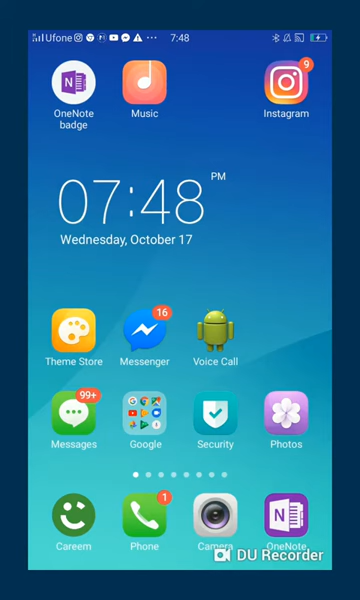 Ufone
7:48
OneNote
badge
Music
9
Instagram
07:48 PM
Wednesday, October 17
Theme Store
16
Messenger
Voice Call
99+
Messages
Google
Security
Photos
Careem
1
Phone
Camera
OneNote
DU Recorder